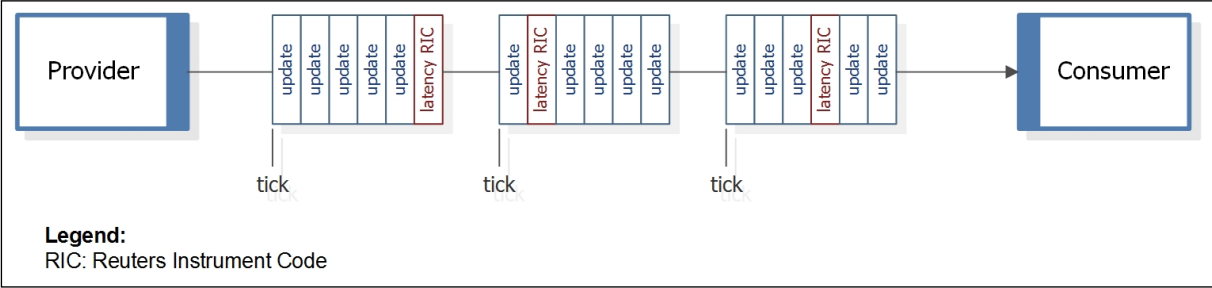 Provider
update
update
update
update
update
latency RIC
update
latency RIC
update
update
update
update
update
update
update
latency RIC
update
update
Consumer
tick
tick
tick
Legend:
RIC: Reuters Instrument Code